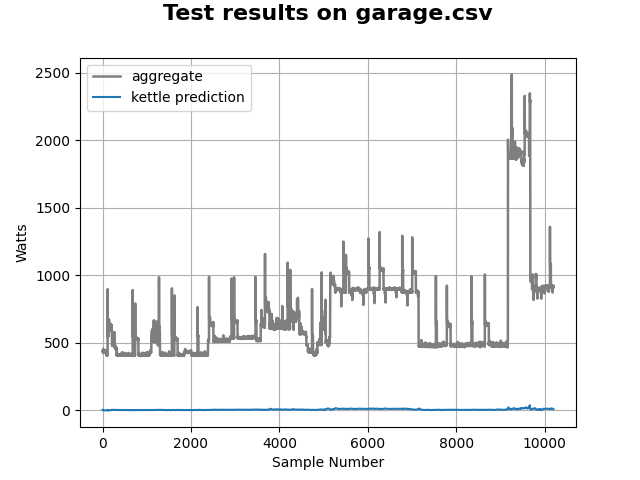 Test results on garage.csv
aggregate
kettle prediction
2500
2000
1500
1000
500
0
Watts
0 2000 4000 6000 8000 10000
Sample Number